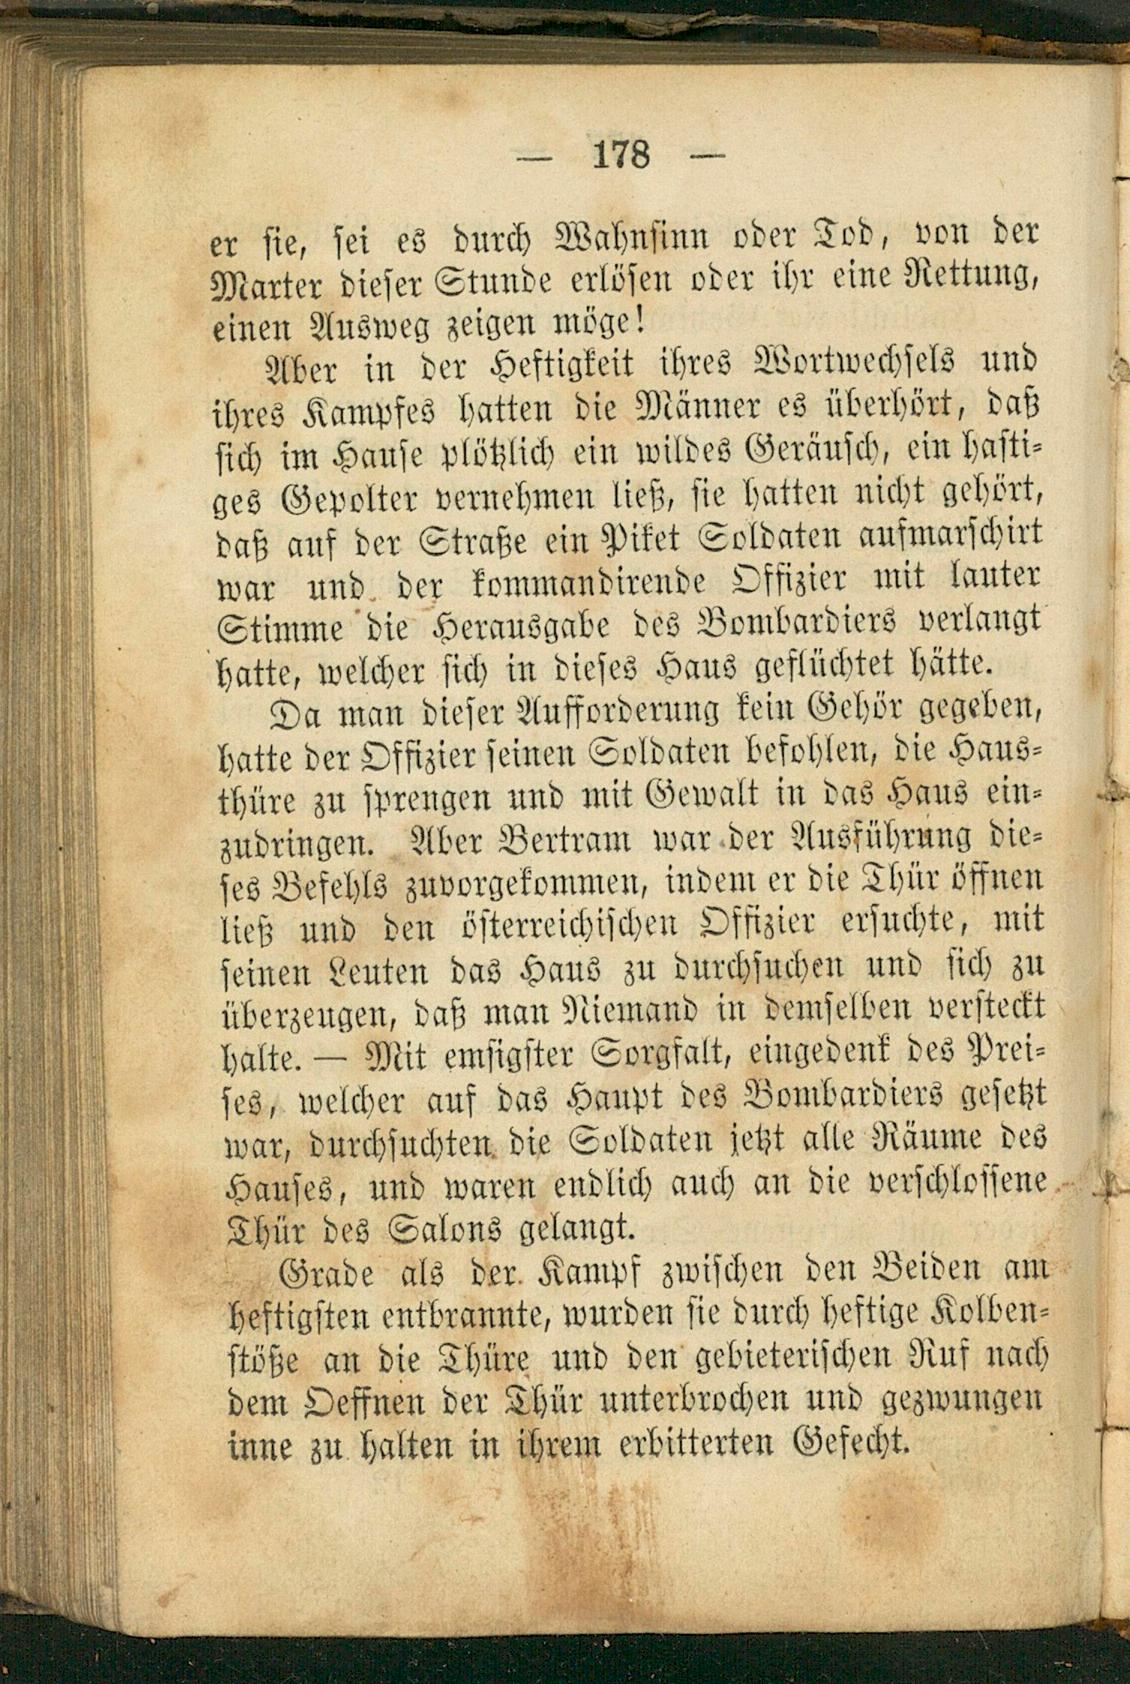 — 178 —
er sie, sei es durch Wahnsinn oder Tod, von der
Marter dieser Stunde erlösen oder ihr eine Rettung,
einen Ausweg zeigen möge!
Aber in der Heftigkeit ihres Wortwechsels und
ihres Kampfes hatten die Männer es überhört, daß
sich im Hause plötzlich ein wildes Geräusch, ein hasti-
ges Gepolter vernehmen ließ, sie hatten nicht gehört,
daß auf der Straße ein Piket Soldaten aufmarschirt
war und der kommandirende Offizier mit lauter
Stimme die Herausgabe des Bombardiers verlangt
hatte, welcher sich in dieses Haus geflüchtet hätte.
Da man dieser Aufforderung kein Gehör gegeben,
hatte der Offizier seinen Soldaten befohlen, die Haus-
thüre zu sprengen und mit Gewalt in das Haus ein-
zudringen. Aber Bertram war der Ausführung die-
ses Befehls zuvorgekommen, indem er die Thür öffnen
ließ und den österreichischen Offizier ersuchte, mit
seinen Leuten das Haus zu durchsuchen und sich zu
überzeugen, daß man Niemand in demselben versteckt
halte. — Mit emsigster Sorgfalt, eingedenk des Prei-
ses, welcher auf das Haupt des Bombardiers gesetzt
war, durchsuchten die Soldaten jetzt alle Räume des
Hauses, und waren endlich auch an die verschlossene
Thür des Salons gelangt.
Grade als der Kampf zwischen den Beiden am
heftigsten entbrannte, wurden sie durch heftige Kolben-
stöße an die Thüre und den gebieterischen Ruf nach
dem Oeffnen der Thür unterbrochen und gezwungen
inne zu halten in ihrem erbitterten Gefecht.